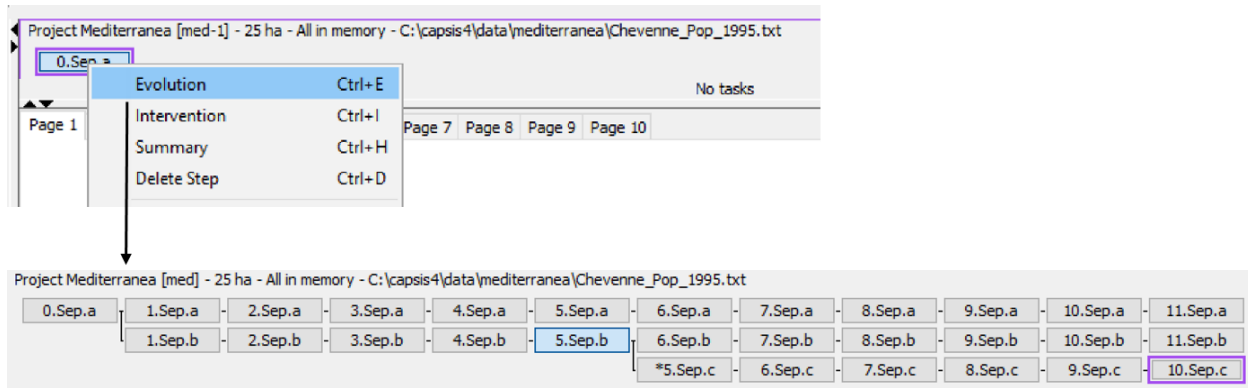 Project Mediterranea [med-1] - 25 ha - All in memory - C:\capsis4\data\mediterranea\Chevenne_Pop_1995.txt
0.Sep.a
Evolution Ctrl+E
No tasks
Intervention Ctrl+I
Page 1 Page 7 Page 8 Page 9 Page 10
Summary Ctrl+H
Delete Step Ctrl+D
Project Mediterranea [med] - 25 ha - All in memory - C:\capsis4\data\mediterranea\Chevenne_Pop_1995.txt
0.Sep.a 1.Sep.a 2.Sep.a 3.Sep.a 4.Sep.a 5.Sep.a 6.Sep.a 7.Sep.a 8.Sep.a 9.Sep.a 10.Sep.a 11.Sep.a
1.Sep.b 2.Sep.b 3.Sep.b 4.Sep.b 5.Sep.b 6.Sep.b 7.Sep.b 8.Sep.b 9.Sep.b 10.Sep.b 11.Sep.b
*5.Sep.c 6.Sep.c 7.Sep.c 8.Sep.c 9.Sep.c 10.Sep.c